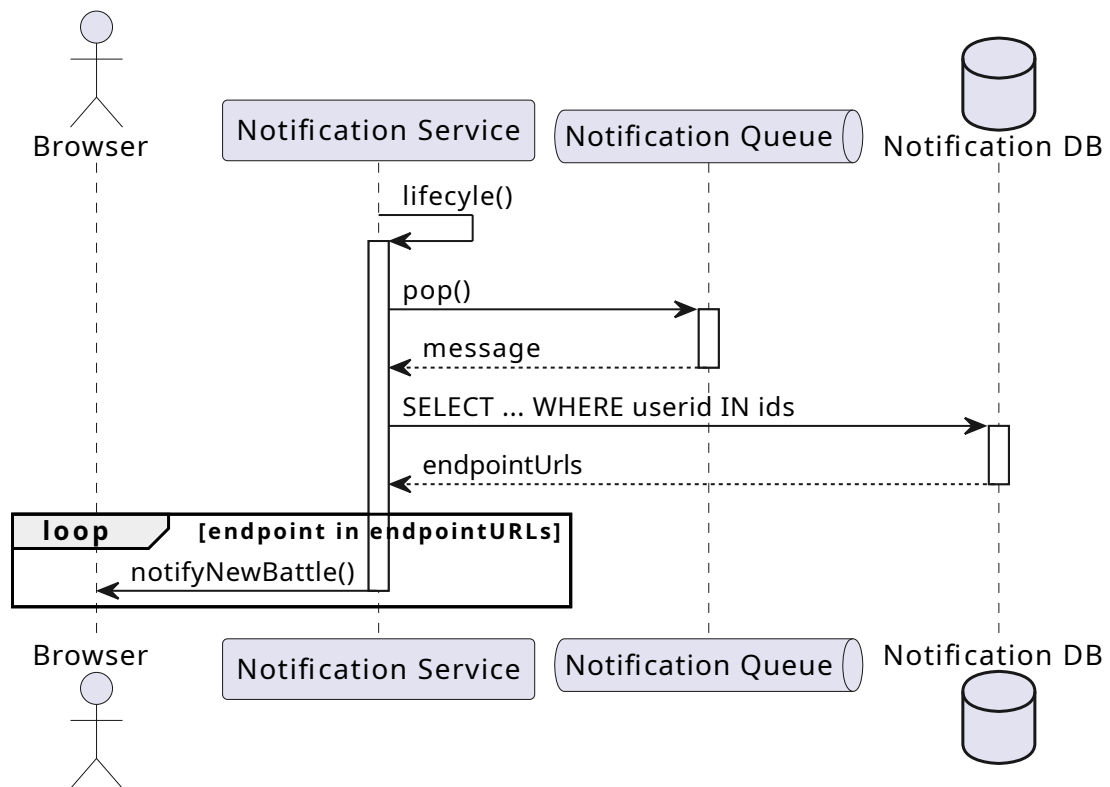 Browser
Notification Service
Notification Queue
Notification DB
lifecyle()
pop()
message
SELECT ... WHERE userid IN ids
endpointUrls
loop [endpoint in endpointURLs]
notifyNewBattle()
Browser
Notification Service
Notification Queue
Notification DB